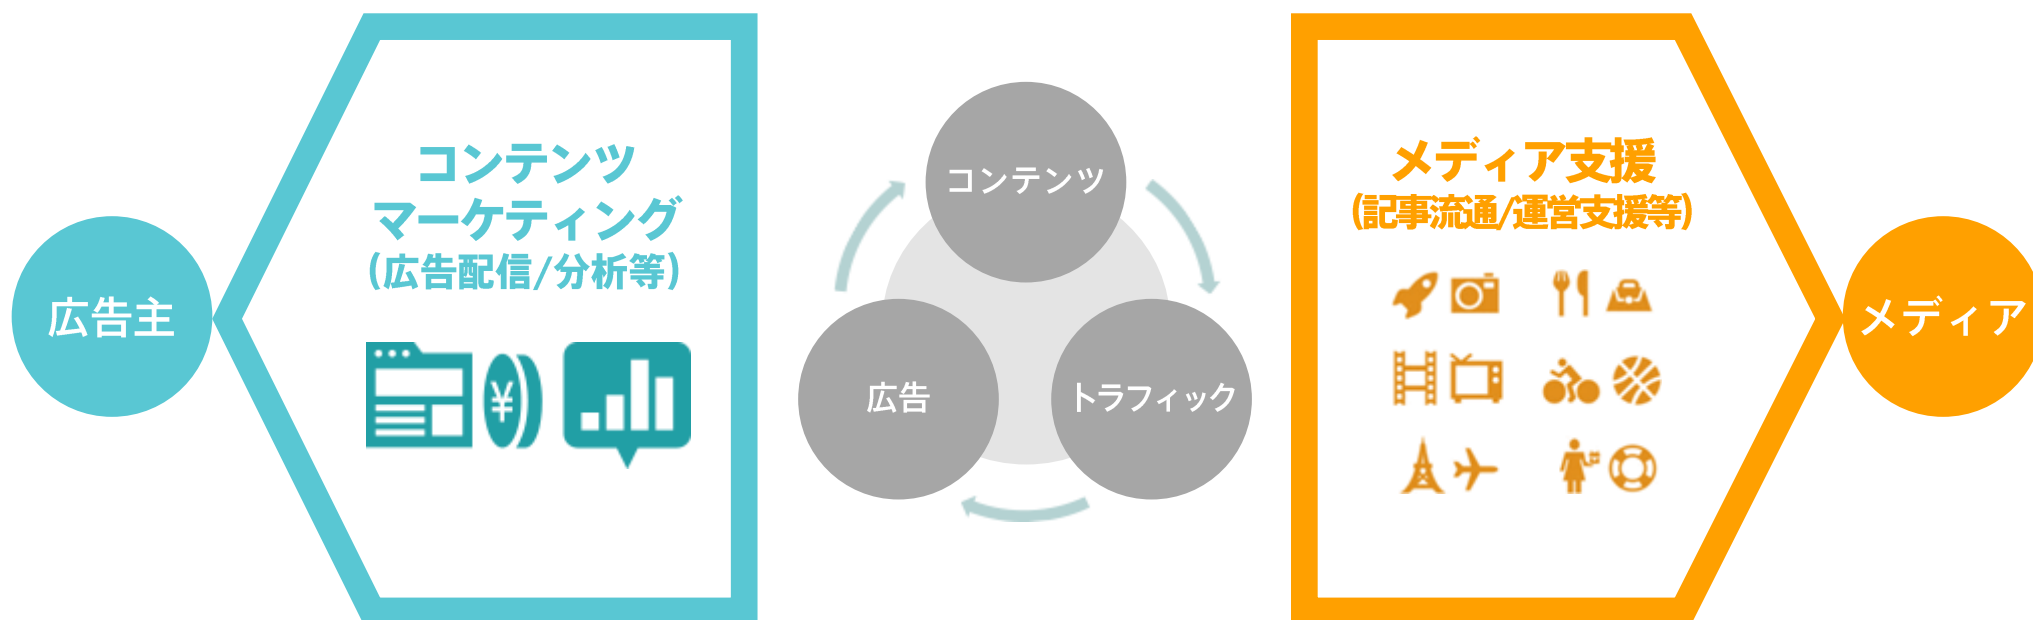 広告主
コンテンツ
マーケティング
(広告配信/分析等)
¥
コンテンツ
広告
トラフィック
メディア支援
(記事流通/運営支援等)
メディア